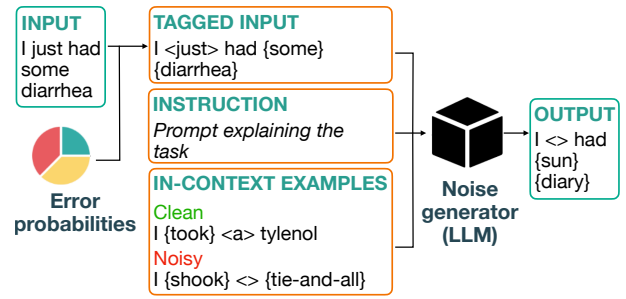 INPUT
I just had
some
diarrhea
Error
probabilities
TAGGED INPUT
I <just> had {some}
{diarrhea}
INSTRUCTION
Prompt explaining the
task
IN-CONTEXT EXAMPLES
Clean
I {took} <a> tylenol
Noisy
I {shook} <> {tie-and-all}
Noise
generator
(LLM)
OUTPUT
I <> had
{sun}
{diary}